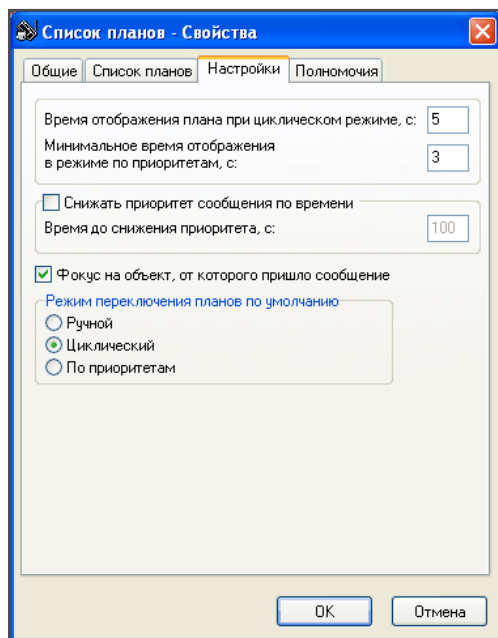 Список планов - Свойства
Общие Список планов Настройки Полномочия
Время отображения плана при циклическом режиме, с: 5
Минимальное время отображения
в режиме по приоритетам, с: 3
Снижать приоритет сообщения по времени
Время до снижения приоритета, с: 100
Фокус на объект, от которого пришло сообщение
Режим переключения планов по умолчанию
Ручной
Циклический
По приоритетам
OK Отмена